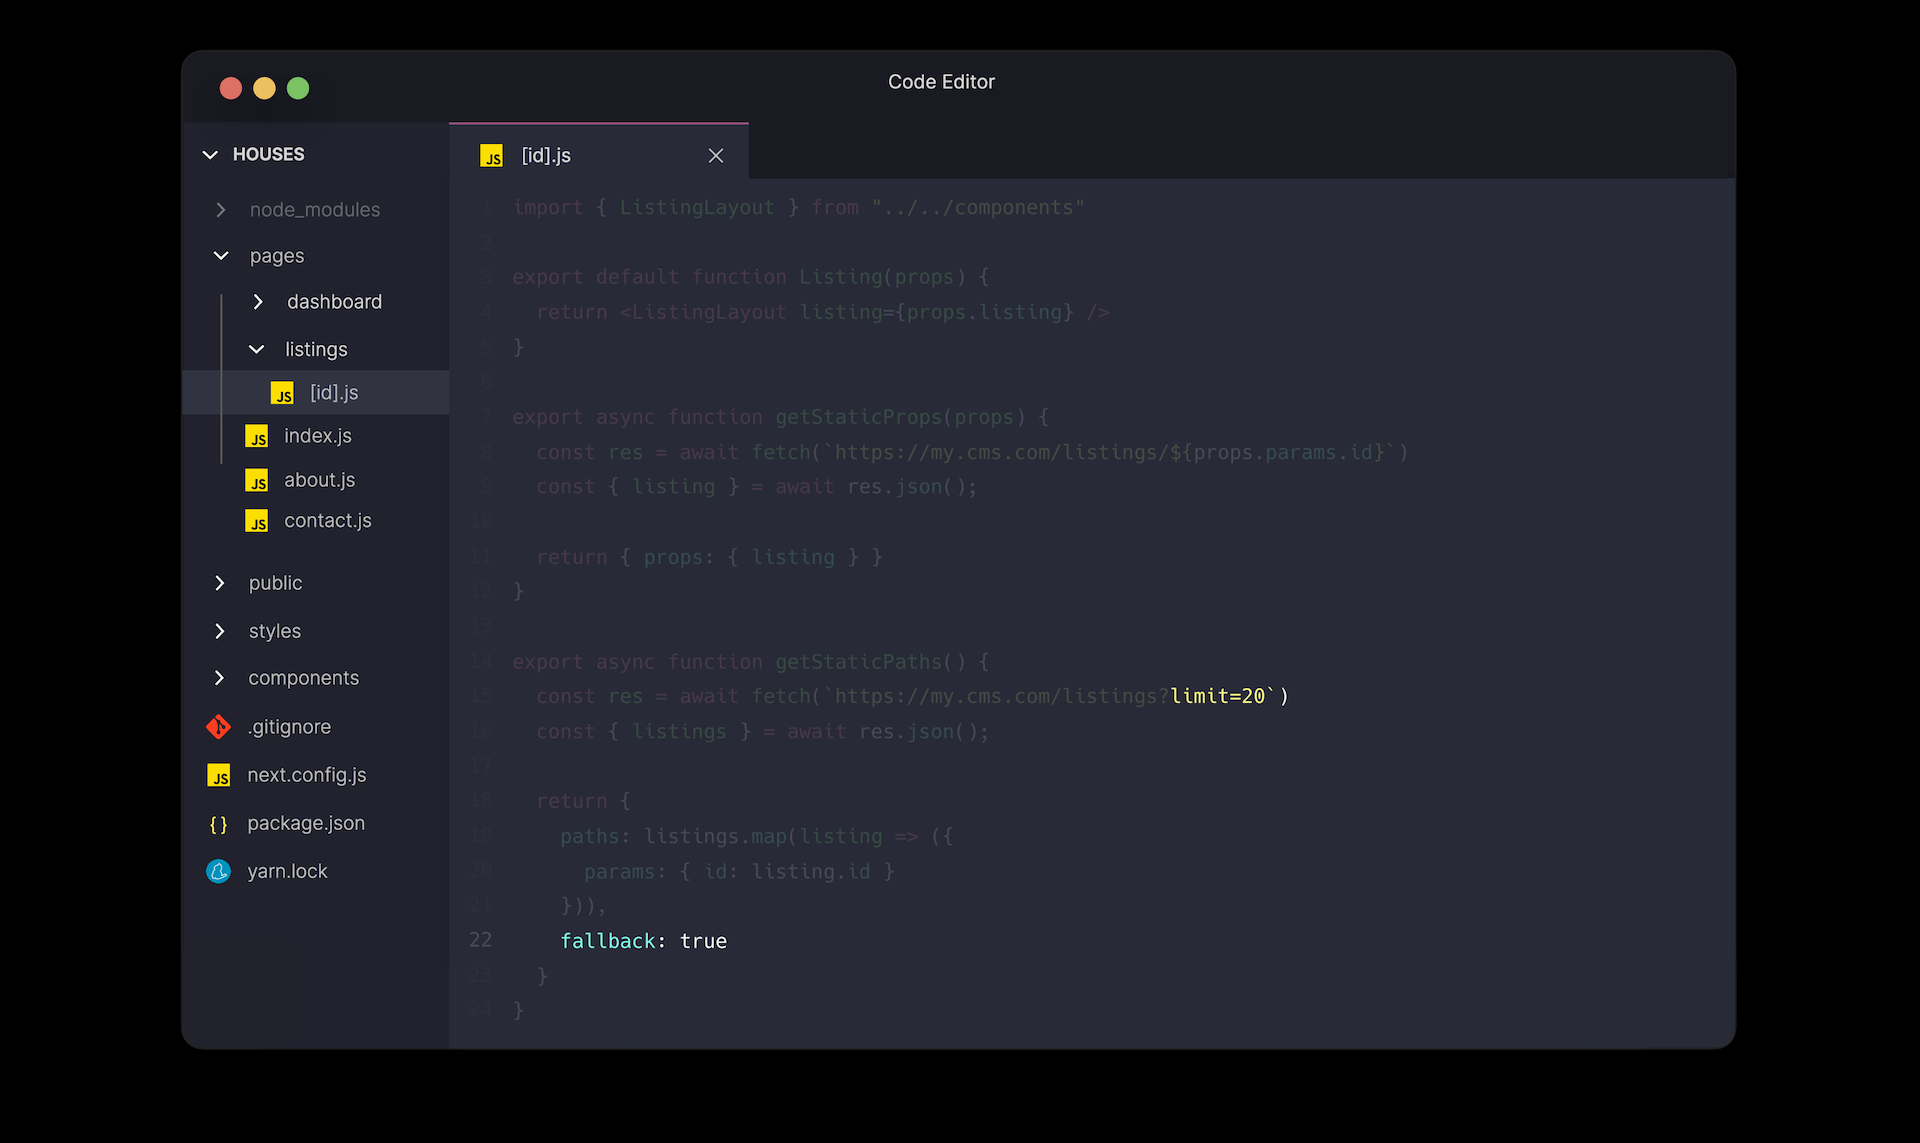 Code Editor
HOUSES
node_modules
pages
dashboard
listings
JS [id].js
JS index.js
JS about.js
JS contact.js
public
styles
components
.gitignore
JS next.config.js
{} package.json
yarn.lock
JS [id].js
1 import { ListingLayout } from "../../components"
2
3 export default function Listing(props) {
4 return <ListingLayout listing={props.listing} />
5 }
6
7 export async function getStaticProps(props) {
8 const res = await fetch(`https://my.cms.com/listings/${props.params.id}`)
9 const { listing } = await res.json();
10
11 return { props: { listing } }
12 }
13
14 export async function getStaticPaths() {
15 const res = await fetch(`https://my.cms.com/listings?limit=20`)
16 const { listings } = await res.json();
17
18 return {
19 paths: listings.map(listing => ({
20 params: { id: listing.id }
21 })),
22 fallback: true
23 }
24 }